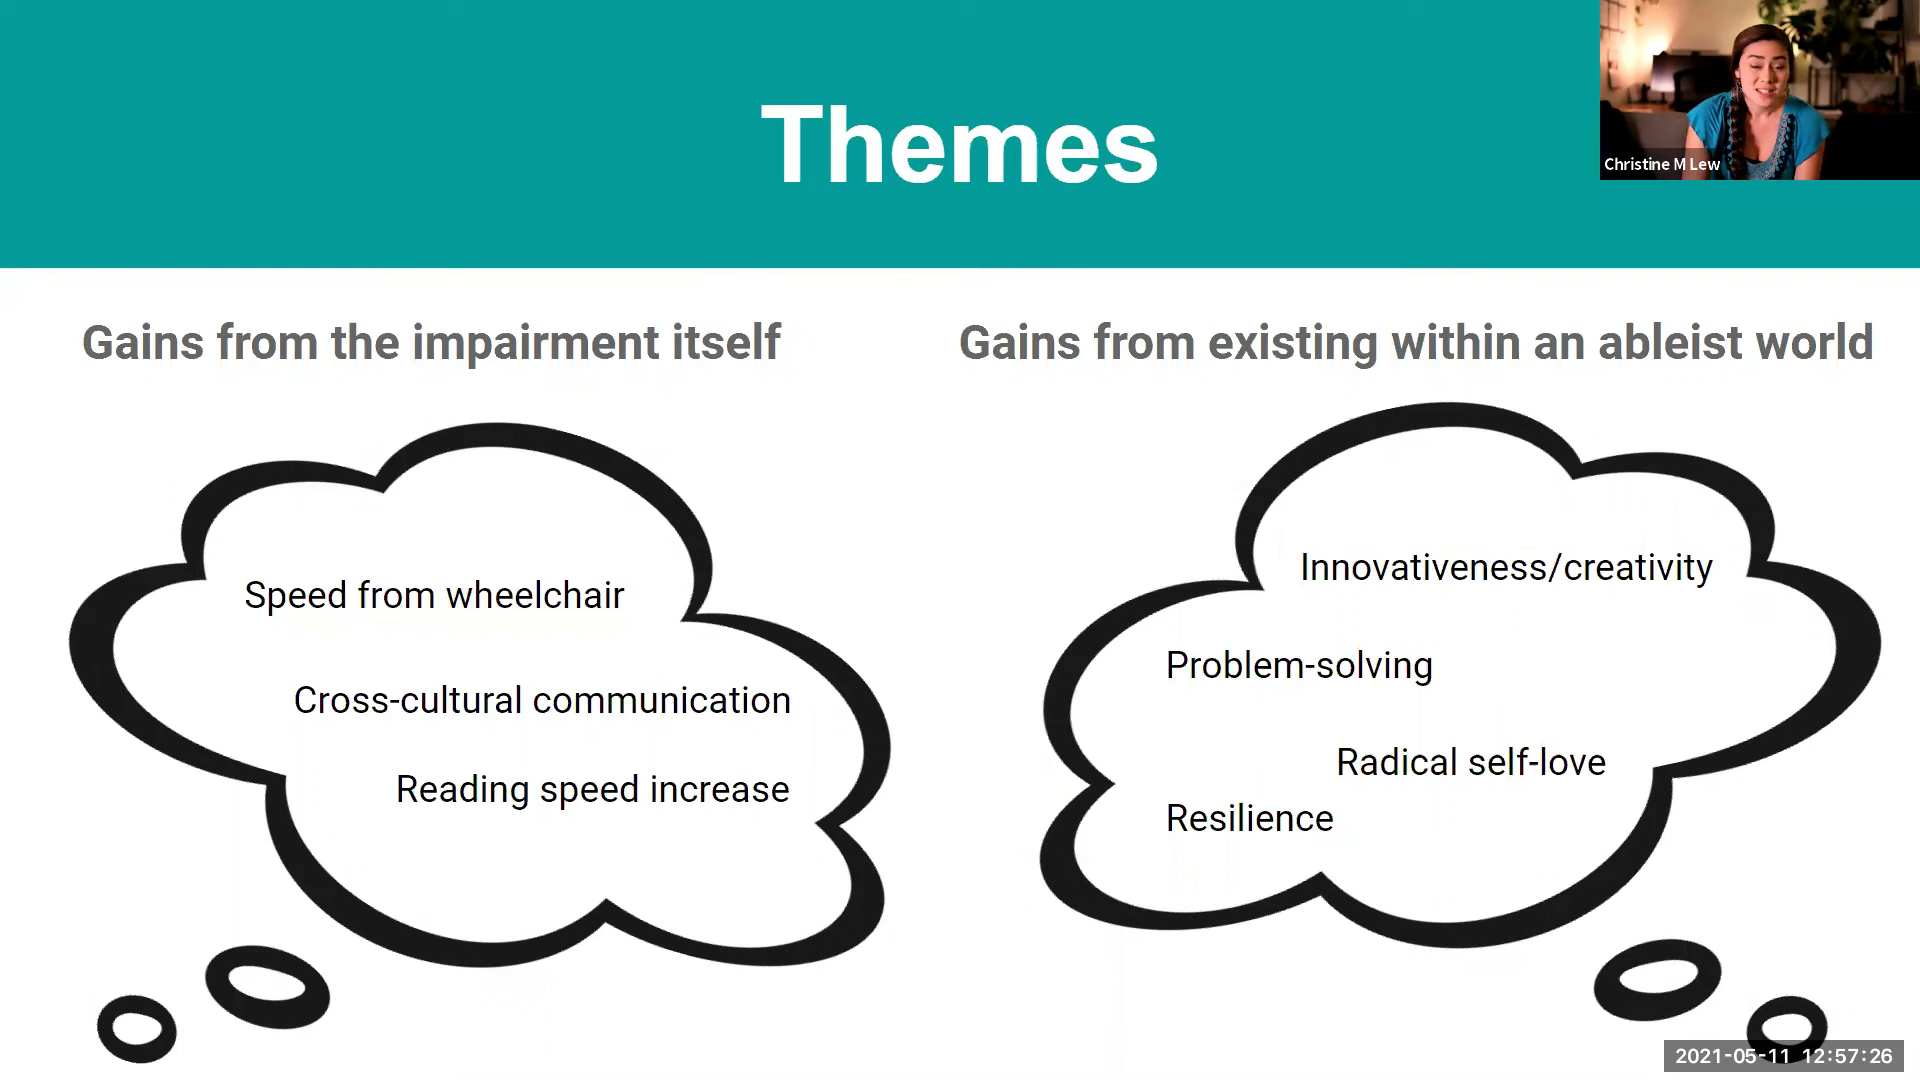 Themes
Christine M Lew
Gains from the impairment itself
Speed from wheelchair
Cross-cultural communication
Reading speed increase
Gains from existing within an ableist world
Innovativeness/creativity
Problem-solving
Radical self-love
Resilience
2021-05-11 12:57:26